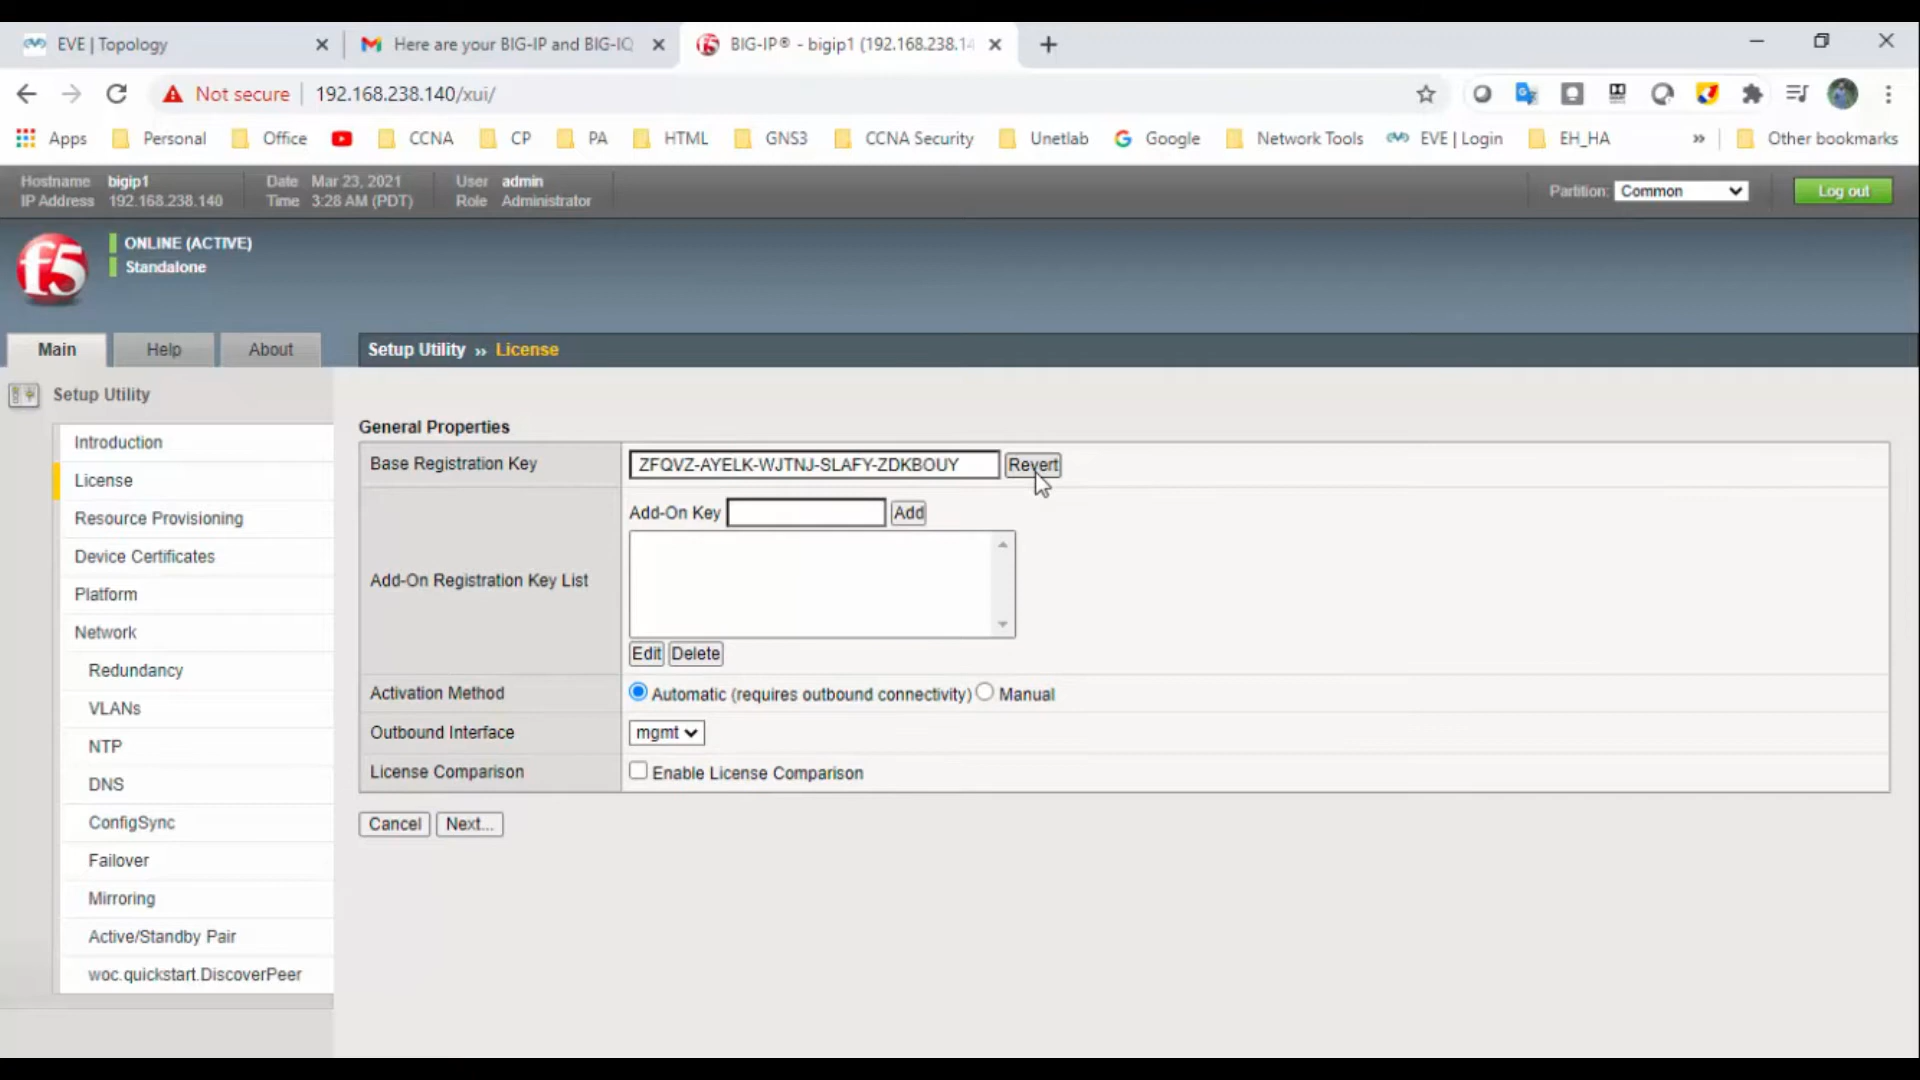 EVE | Topology
Here are your BIG-IP and BIG-IQ
BIG-IP® - bigip1 (192.168.238.14
Not secure
192.168.238.140/xui/
Apps
Personal
Office
CCNA
CP
PA
HTML
GNS3
CCNA Security
Unetlab
Google
Network Tools
EVE | Login
EH_HA
»
Other bookmarks
Hostname bigip1
IP Address 192.168.238.140
Date Mar 23, 2021
Time 3:28 AM (PDT)
User admin
Role Administrator
Partition: Common
Log out
f5
ONLINE (ACTIVE)
Standalone
Main
Help
About
Setup Utility » License
Setup Utility
Introduction
License
Resource Provisioning
Device Certificates
Platform
Network
Redundancy
VLANs
NTP
DNS
ConfigSync
Failover
Mirroring
Active/Standby Pair
woc.quickstart.DiscoverPeer
General Properties
Base Registration Key
ZFQVZ-AYELK-WJTNJ-SLAFY-ZDKBOUY
Revert
Add-On Registration Key List
Add-On Key
Add
Edit
Delete
Activation Method
Automatic (requires outbound connectivity)
Manual
Outbound Interface
mgmt
License Comparison
Enable License Comparison
Cancel
Next...